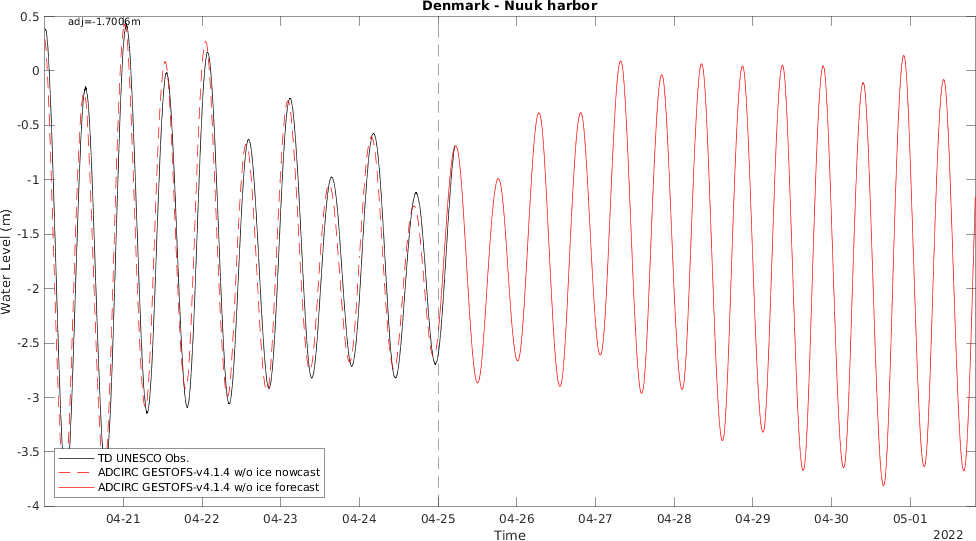 Denmark - Nuuk harbor
adj=-1.7006m
0.5
0
-0.5
-1
-1.5
-2
-2.5
-3
-3.5
-4
Water Level (m)
TD UNESCO Obs.
ADCIRC GESTOFS-v4.1.4 w/o ice nowcast
ADCIRC GESTOFS-v4.1.4 w/o ice forecast
04-21 04-22 04-23 04-24 04-25 04-26 04-27 04-28 04-29 04-30 05-01
Time
2022